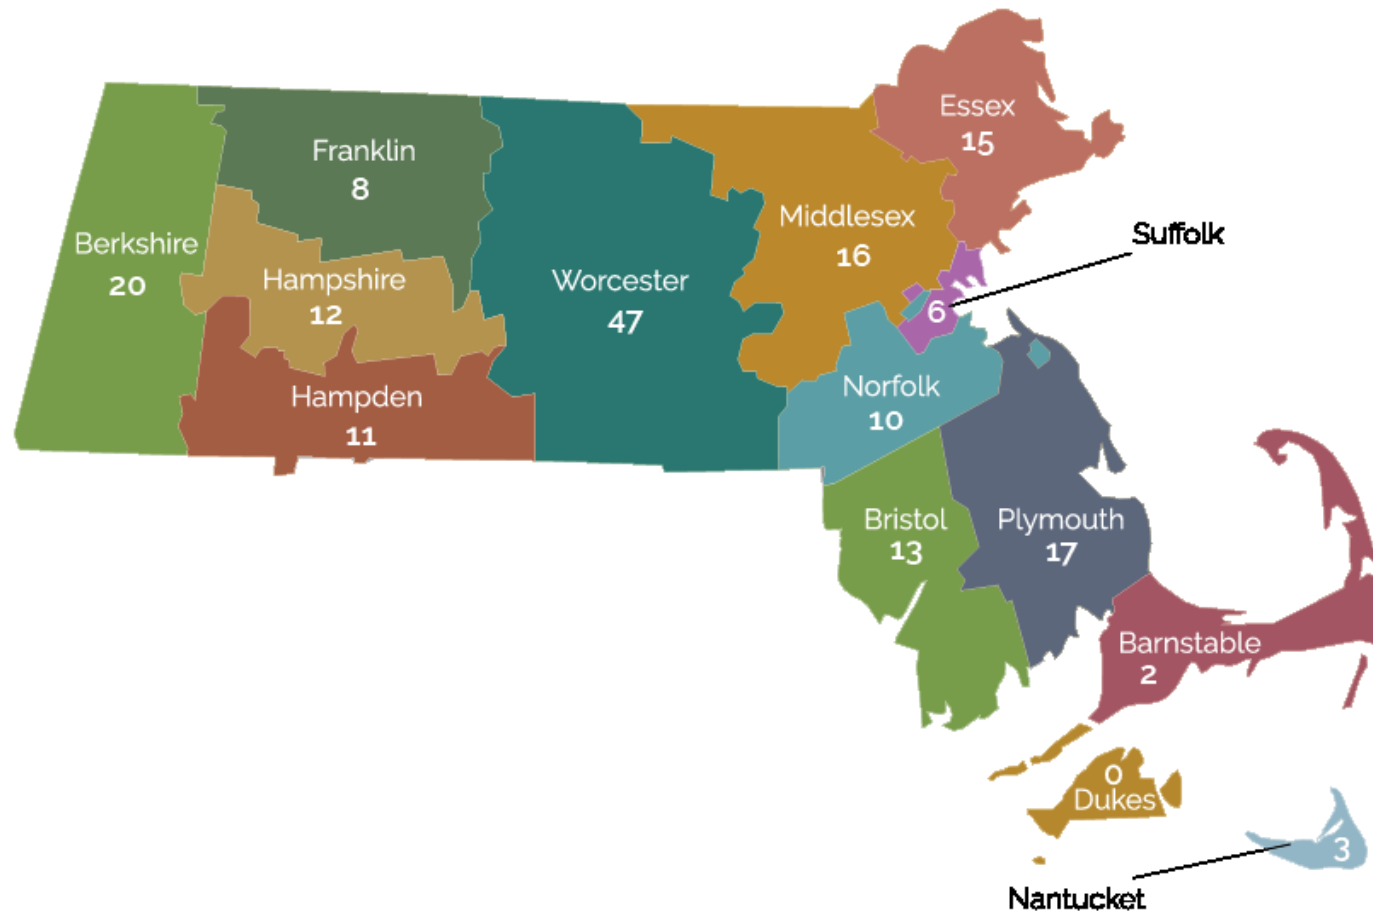 Essex
15
Franklin
8
Middlesex
16
Suffolk
6
Berkshire
20
Hampshire
12
Worcester
47
Norfolk
10
Hampden
11
Bristol
13
Plymouth
17
Barnstable
2
0
Dukes
3
Nantucket